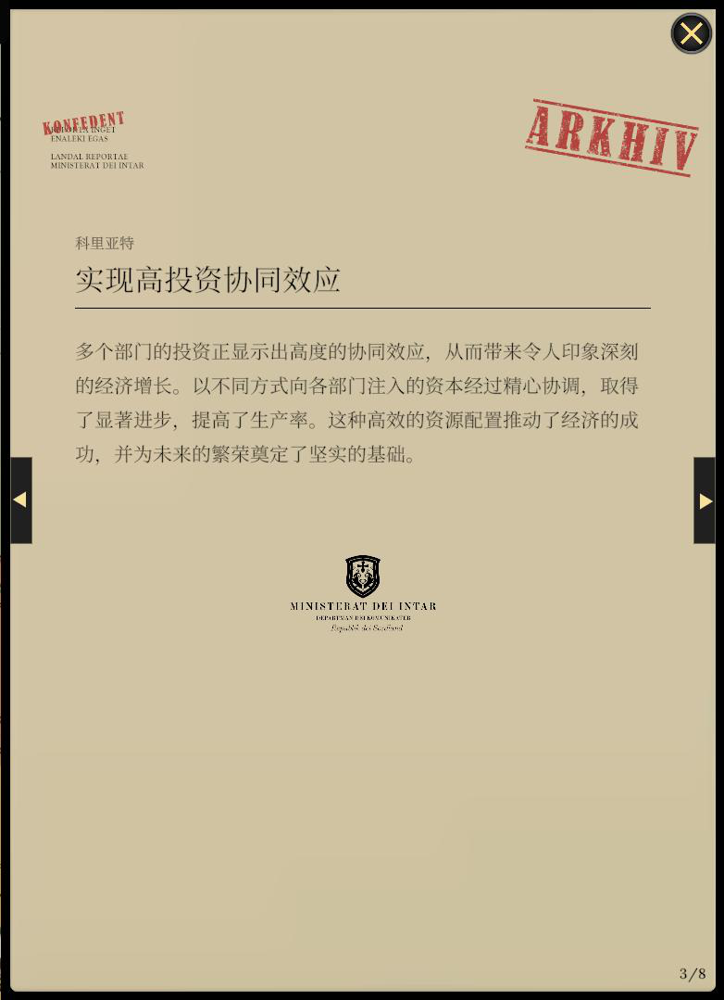 KONFEDENT
ARKHIV
ENALEKI EGAS
LANDAL REPORTAE
MINISTERAT DEI INTAR
科里亚特
实现高投资协同效应
多个部门的投资正显示出高度的协同效应，从而带来令人印象深刻
的经济增长。以不同方式向各部门注入的资本经过精心协调，取得
了显著进步，提高了生产率。这种高效的资源配置推动了经济的成
功，并为未来的繁荣奠定了坚实的基础。
MINISTERAT DEI INTAR
DEPARTMAN DEI KOMUNIKATER
Republik dei Sordland
3/8